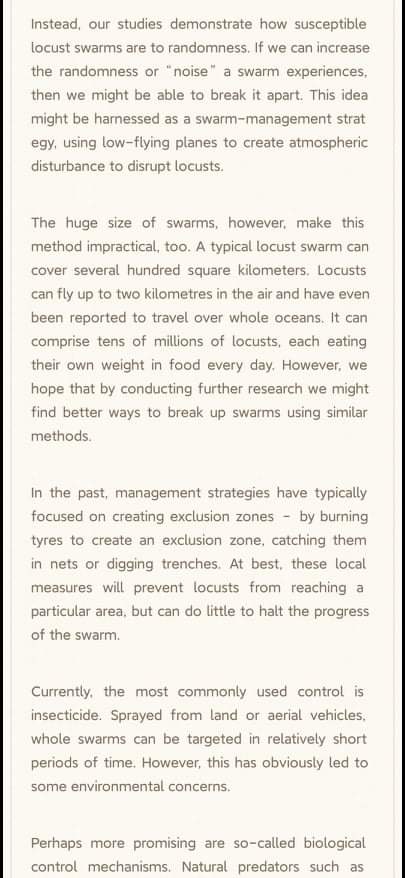 Instead, our studies demonstrate how susceptible
locust swarms are to randomness. If we can increase
the randomness or “noise” a swarm experiences,
then we might be able to break it apart. This idea
might be harnessed as a swarm-management strat
egy, using low-flying planes to create atmospheric
disturbance to disrupt locusts.
The huge size of swarms, however, make this
method impractical, too. A typical locust swarm can
cover several hundred square kilometers. Locusts
can fly up to two kilometres in the air and have even
been reported to travel over whole oceans. It can
comprise tens of millions of locusts, each eating
their own weight in food every day. However, we
hope that by conducting further research we might
find better ways to break up swarms using similar
methods.
In the past, management strategies have typically
focused on creating exclusion zones – by burning
tyres to create an exclusion zone, catching them
in nets or digging trenches. At best, these local
measures will prevent locusts from reaching a
particular area, but can do little to halt the progress
of the swarm.
Currently, the most commonly used control is
insecticide. Sprayed from land or aerial vehicles,
whole swarms can be targeted in relatively short
periods of time. However, this has obviously led to
some environmental concerns.
Perhaps more promising are so-called biological
control mechanisms. Natural predators such as